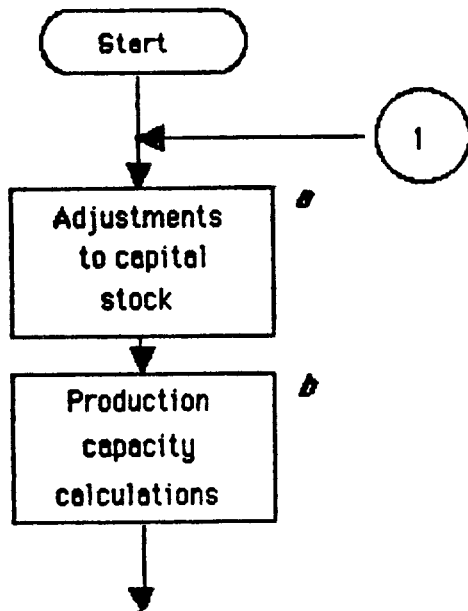 Start
1
a
Adjustments
to capital
stock
b
Production
capacity
calculations